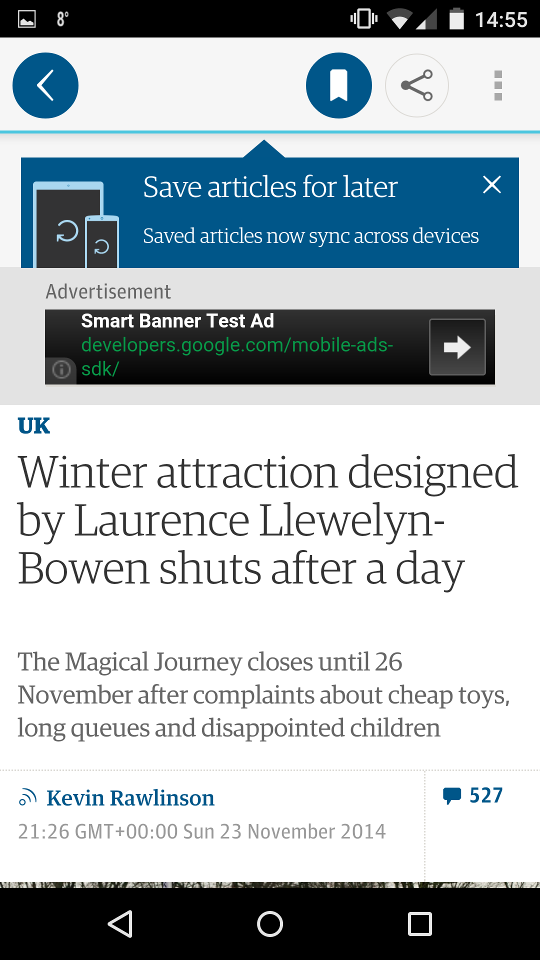 8°
14:55
Save articles for later
Saved articles now sync across devices
Advertisement
Smart Banner Test Ad
developers.google.com/mobile-ads-
sdk/
UK
Winter attraction designed
by Laurence Llewelyn-
Bowen shuts after a day
The Magical Journey closes until 26
November after complaints about cheap toys,
long queues and disappointed children
Kevin Rawlinson
527
21:26 GMT+00:00 Sun 23 November 2014